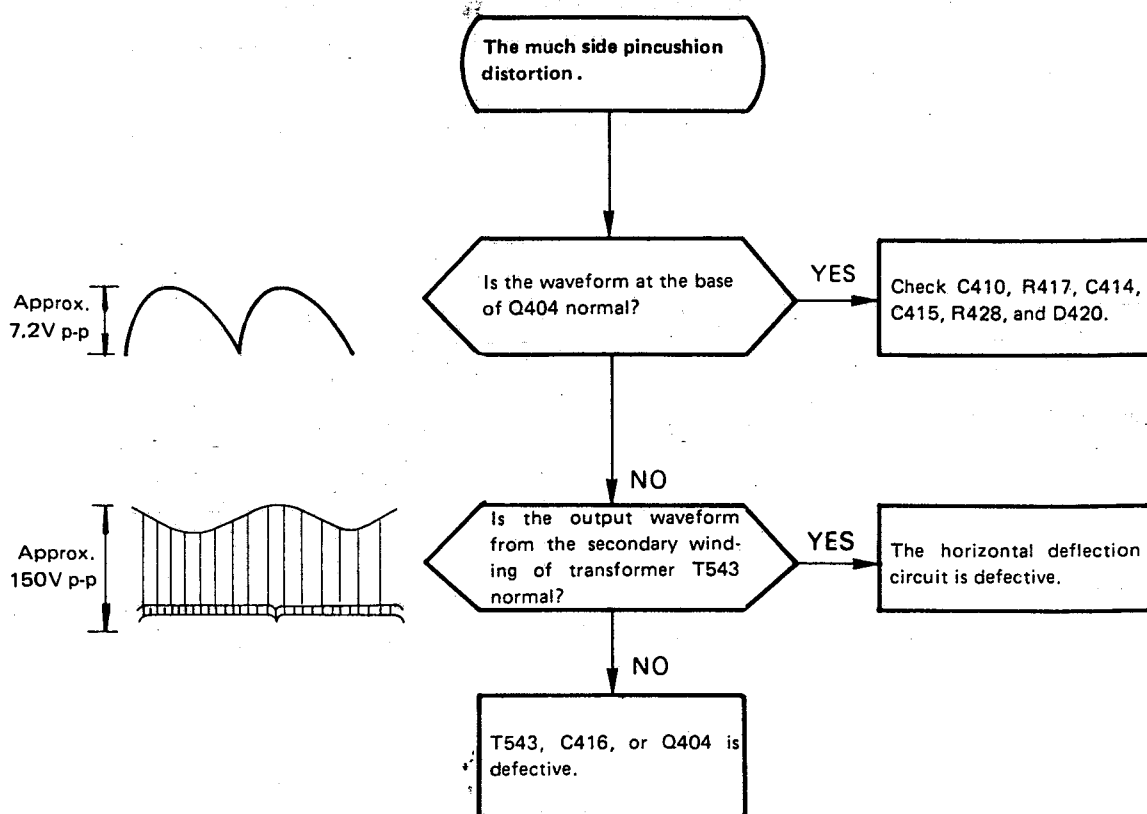 The much side pincushion
distortion.
Is the waveform at the base
of Q404 normal?
YES
Check C410, R417, C414,
C415, R428, and D420.
Approx.
7.2V p-p
NO
Is the output waveform
from the secondary wind-
ing of transformer T543
normal?
YES
The horizontal deflection
circuit is defective.
Approx.
150V p-p
NO
T543, C416, or Q404 is
defective.